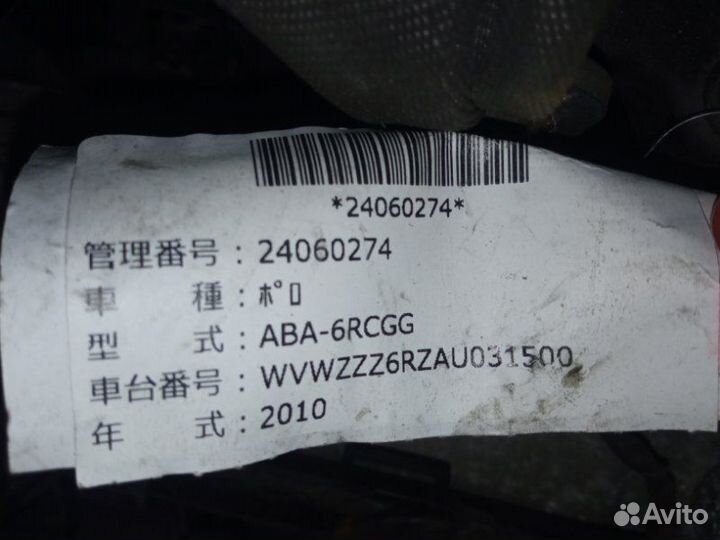 *24060274*
管理番号：24060274
車　　種：ﾎﾟﾛ
型　　式：ABA-6RCGG
車台番号：WVWZZZ6RZAU031500
年　　式：2010
Avito